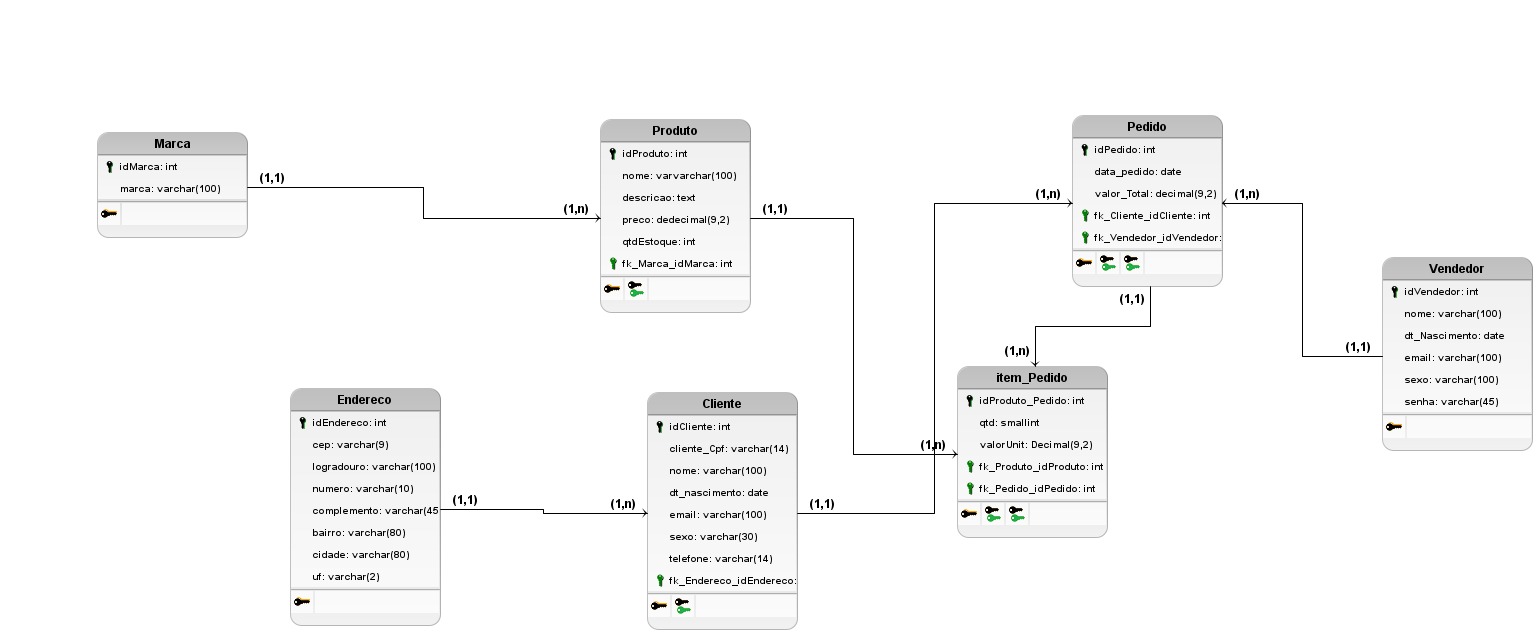 Marca
idMarca: int
marca: varchar(100)
(1,1)
(1,n)
Produto
idProduto: int
nome: varvarchar(100)
descricao: text
preco: dedecimal(9,2)
qtdEstoque: int
fk_Marca_idMarca: int
(1,1)
(1,n)
Pedido
idPedido: int
data_pedido: date
valor_Total: decimal(9,2)
fk_Cliente_idCliente: int
fk_Vendedor_idVendedor:
(1,n)
(1,1)
(1,n)
Vendedor
idVendedor: int
nome: varchar(100)
dt_Nascimento: date
email: varchar(100)
sexo: varchar(100)
senha: varchar(45)
(1,1)
Endereco
idEndereco: int
cep: varchar(9)
logradouro: varchar(100)
numero: varchar(10)
complemento: varchar(45
bairro: varchar(80)
cidade: varchar(80)
uf: varchar(2)
(1,1)
(1,n)
Cliente
idCliente: int
cliente_Cpf: varchar(14)
nome: varchar(100)
dt_nascimento: date
email: varchar(100)
sexo: varchar(30)
telefone: varchar(14)
fk_Endereco_idEndereco:
(1,1)
(1,n)
item_Pedido
idProduto_Pedido: int
qtd: smallint
valorUnit: Decimal(9,2)
fk_Produto_idProduto: int
fk_Pedido_idPedido: int